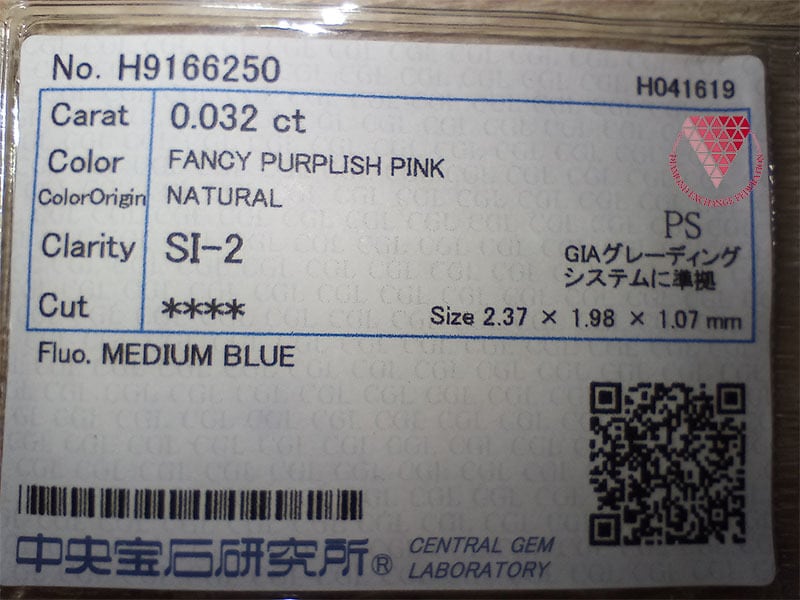 No. H9166250
H041619
Carat 0.032 ct
Color FANCY PURPLISH PINK
ColorOrigin NATURAL
PS
Clarity SI-2
GIAグレーディング
システムに準拠
Cut ****
Size 2.37 × 1.98 × 1.07 mm
Fluo. MEDIUM BLUE
中央宝石研究所® CENTRAL GEM
LABORATORY